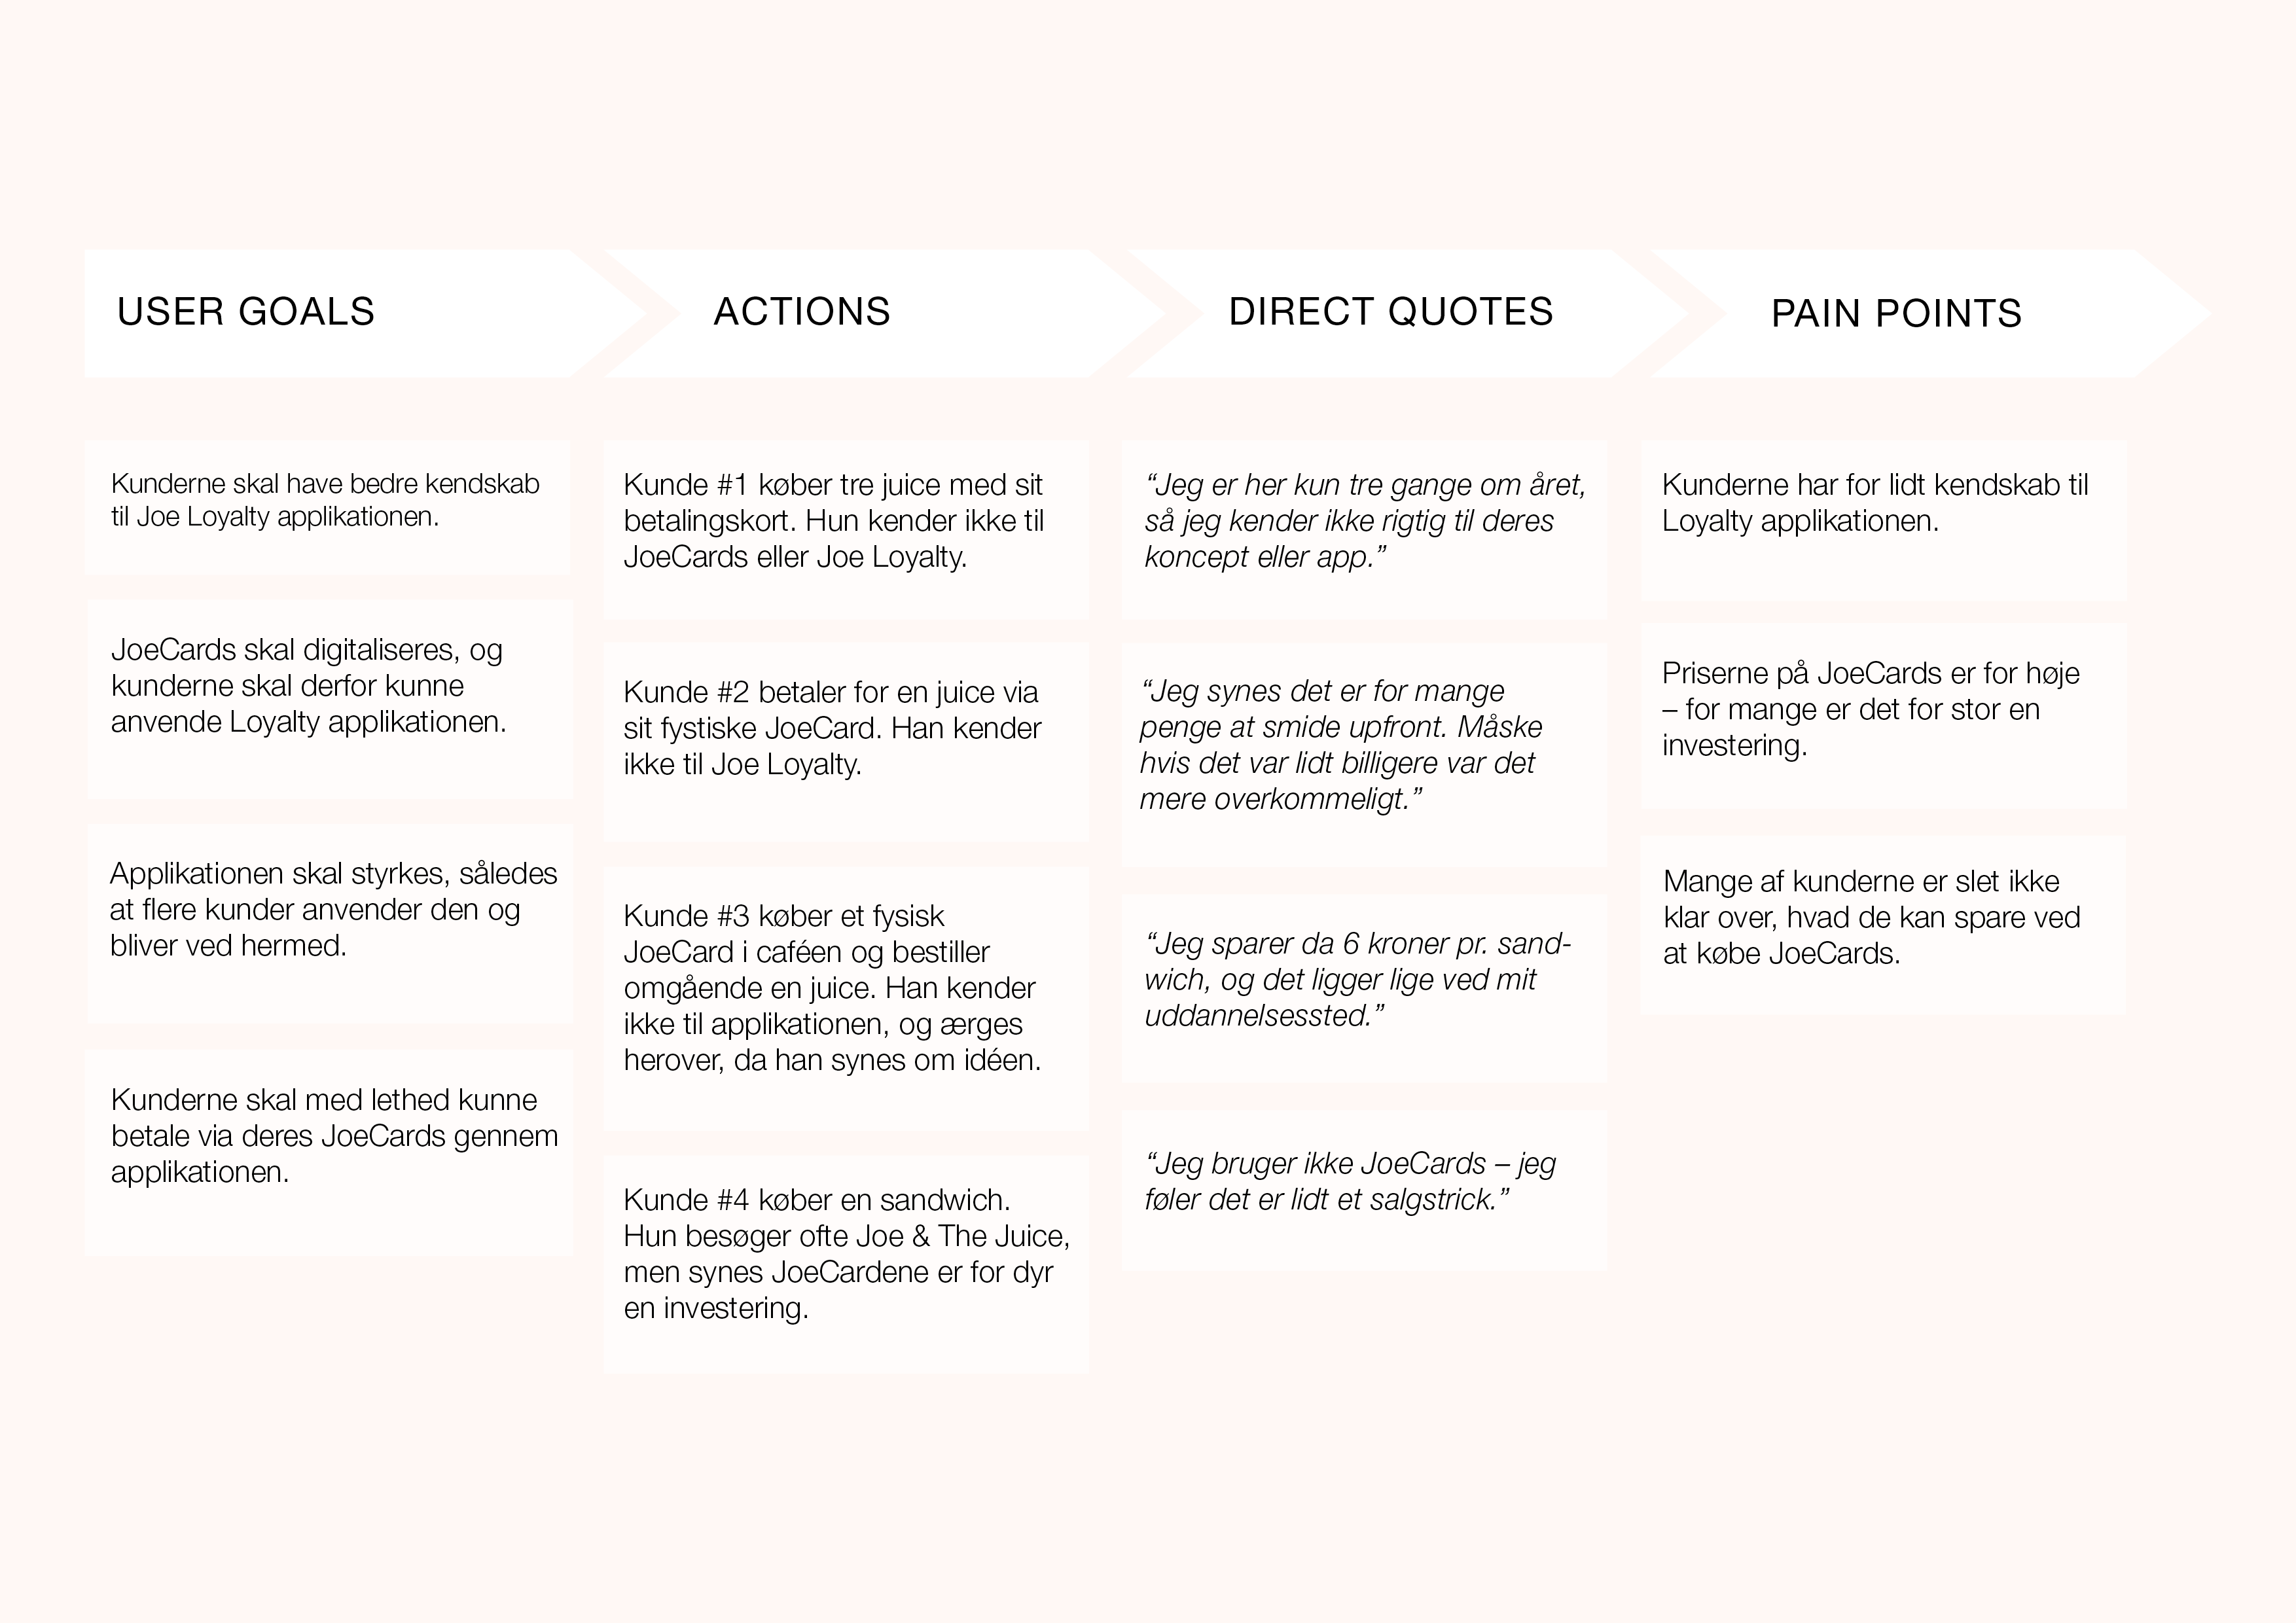 USER GOALS
ACTIONS
DIRECT QUOTES
PAIN POINTS
Kunderne skal have bedre kendskab
til Joe Loyalty applikationen.
JoeCards skal digitaliseres, og
kunderne skal derfor kunne
anvende Loyalty applikationen.
Applikationen skal styrkes, således
at flere kunder anvender den og
bliver ved hermed.
Kunderne skal med lethed kunne
betale via deres JoeCards gennem
applikationen.
Kunde #1 køber tre juice med sit
betalingskort. Hun kender ikke til
JoeCards eller Joe Loyalty.
Kunde #2 betaler for en juice via
sit fystiske JoeCard. Han kender
ikke til Joe Loyalty.
Kunde #3 køber et fysisk
JoeCard i caféen og bestiller
omgående en juice. Han kender
ikke til applikationen, og ærges
herover, da han synes om idéen.
Kunde #4 køber en sandwich.
Hun besøger ofte Joe & The Juice,
men synes JoeCardene er for dyr
en investering.
“Jeg er her kun tre gange om året,
så jeg kender ikke rigtig til deres
koncept eller app.”
“Jeg synes det er for mange
penge at smide upfront. Måske
hvis det var lidt billigere var det
mere overkommeligt.”
“Jeg sparer da 6 kroner pr. sand-
wich, og det ligger lige ved mit
uddannelsessted.”
“Jeg bruger ikke JoeCards – jeg
føler det er lidt et salgstrick.”
Kunderne har for lidt kendskab til
Loyalty applikationen.
Priserne på JoeCards er for høje
– for mange er det for stor en
investering.
Mange af kunderne er slet ikke
klar over, hvad de kan spare ved
at købe JoeCards.